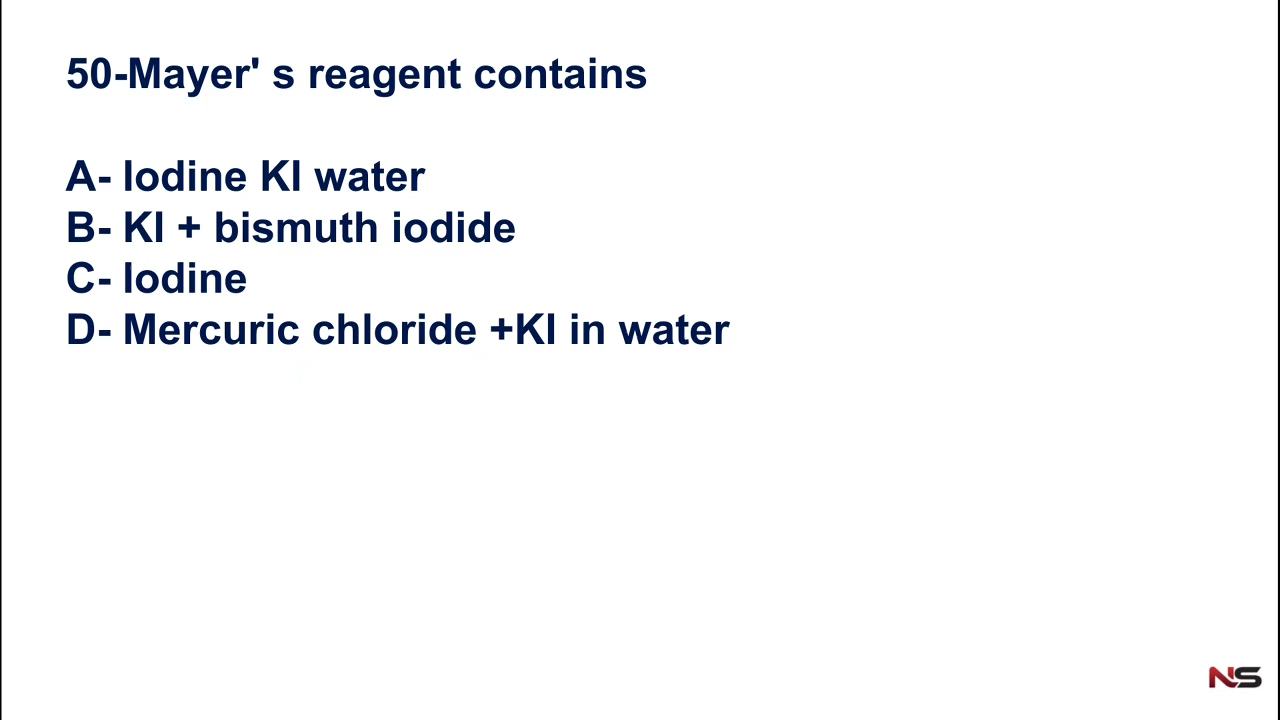 50-Mayer' s reagent contains
A- Iodine KI water
B- KI + bismuth iodide
C- Iodine
D- Mercuric chloride +KI in water
NS